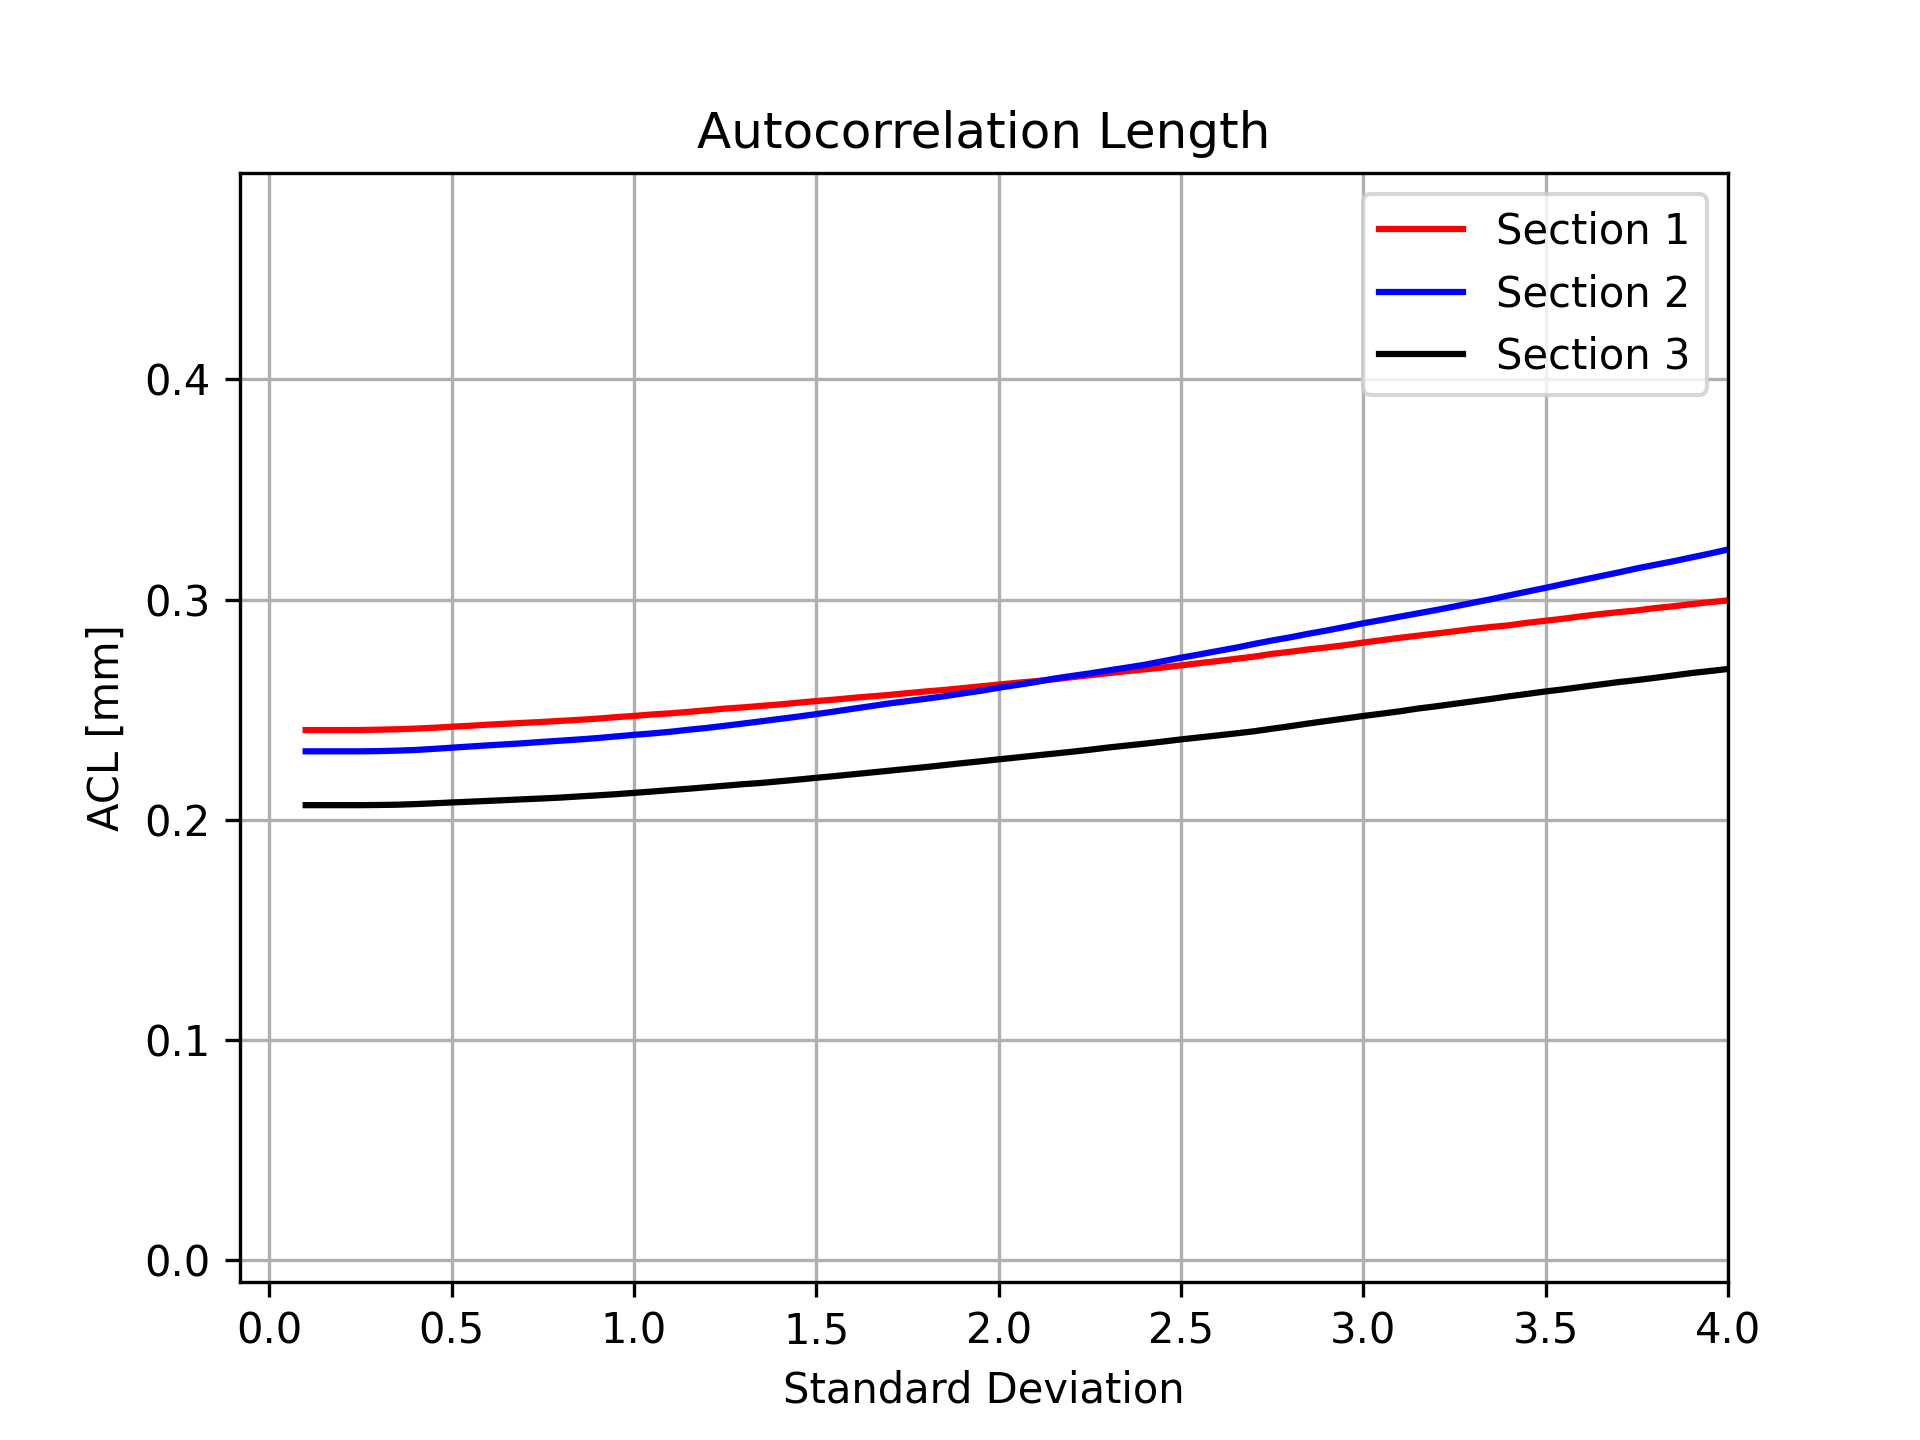 Autocorrelation Length
Section 1
Section 2
Section 3
ACL [mm]
0.4
0.3
0.2
0.1
0.0
0.0 0.5 1.0 1.5 2.0 2.5 3.0 3.5 4.0
Standard Deviation